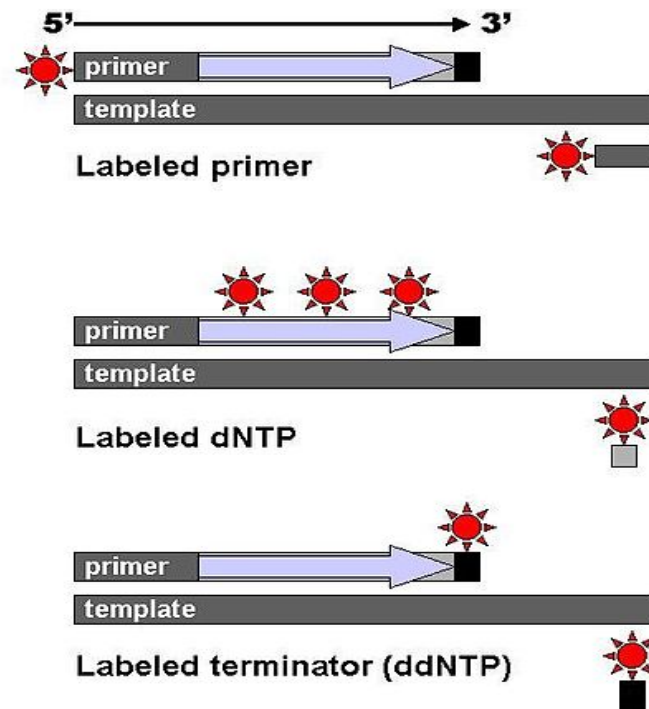 5’ 3’
primer
template
Labeled primer
primer
template
Labeled dNTP
primer
template
Labeled terminator (ddNTP)